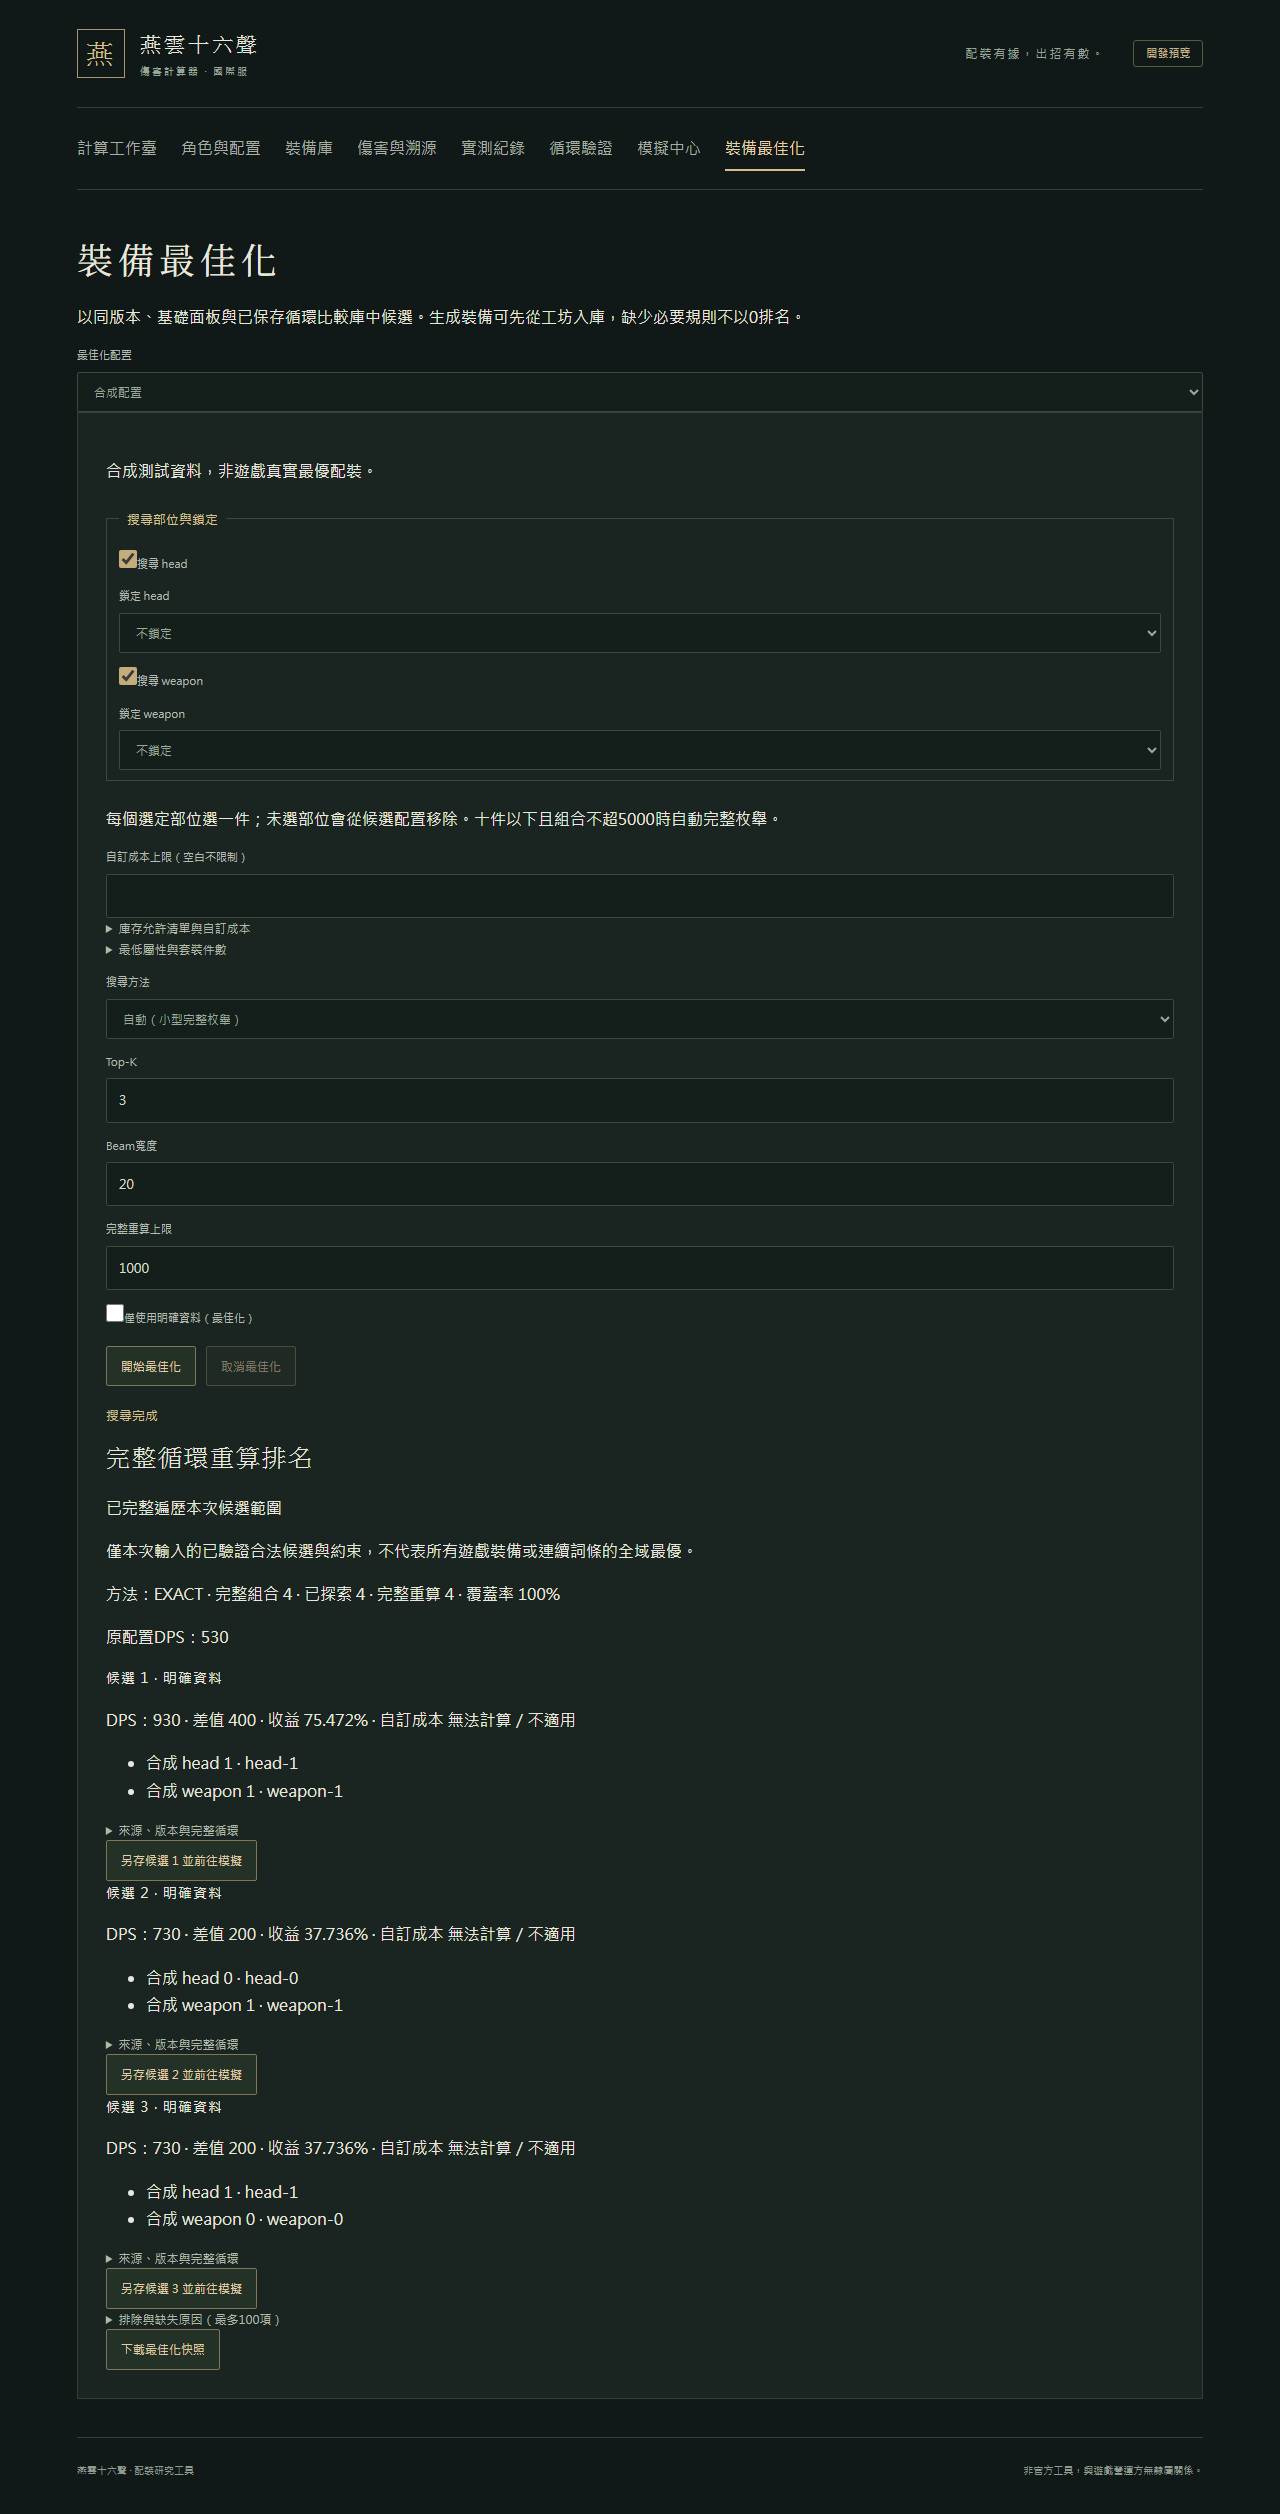 燕
燕雲十六聲
傷害計算器 · 國際服
配裝有據，出招有數。
開發預覽
計算工作臺 角色與配置 裝備庫 傷害與溯源 實測紀錄 循環驗證 模擬中心 裝備最佳化
裝備最佳化
以同版本、基礎面板與已保存循環比較庫中候選。生成裝備可先從工坊入庫，缺少必要規則不以0排名。
最佳化配置
合成配置
合成測試資料，非遊戲真實最優配裝。
搜尋部位與鎖定
搜尋 head
鎖定 head
不鎖定
搜尋 weapon
鎖定 weapon
不鎖定
每個選定部位選一件；未選部位會從候選配置移除。十件以下且組合不超5000時自動完整枚舉。
自訂成本上限（空白不限制）
庫存允許清單與自訂成本
最低屬性與套裝件數
搜尋方法
自動（小型完整枚舉）
Top-K
3
Beam寬度
20
完整重算上限
1000
僅使用明確資料（最佳化）
開始最佳化 取消最佳化
搜尋完成
完整循環重算排名
已完整遍歷本次候選範圍
僅本次輸入的已驗證合法候選與約束，不代表所有遊戲裝備或連續詞條的全域最優。
方法：EXACT · 完整組合 4 · 已探索 4 · 完整重算 4 · 覆蓋率 100%
原配置DPS：530
候選 1 · 明確資料
DPS：930 · 差值 400 · 收益 75.472% · 自訂成本 無法計算 / 不適用
合成 head 1 · head-1
合成 weapon 1 · weapon-1
來源、版本與完整循環
另存候選 1 並前往模擬
候選 2 · 明確資料
DPS：730 · 差值 200 · 收益 37.736% · 自訂成本 無法計算 / 不適用
合成 head 0 · head-0
合成 weapon 1 · weapon-1
來源、版本與完整循環
另存候選 2 並前往模擬
候選 3 · 明確資料
DPS：730 · 差值 200 · 收益 37.736% · 自訂成本 無法計算 / 不適用
合成 head 1 · head-1
合成 weapon 0 · weapon-0
來源、版本與完整循環
另存候選 3 並前往模擬
排除與缺失原因（最多100項）
下載最佳化快照
燕雲十六聲 · 配裝研究工具
非官方工具，與遊戲營運方無隸屬關係。